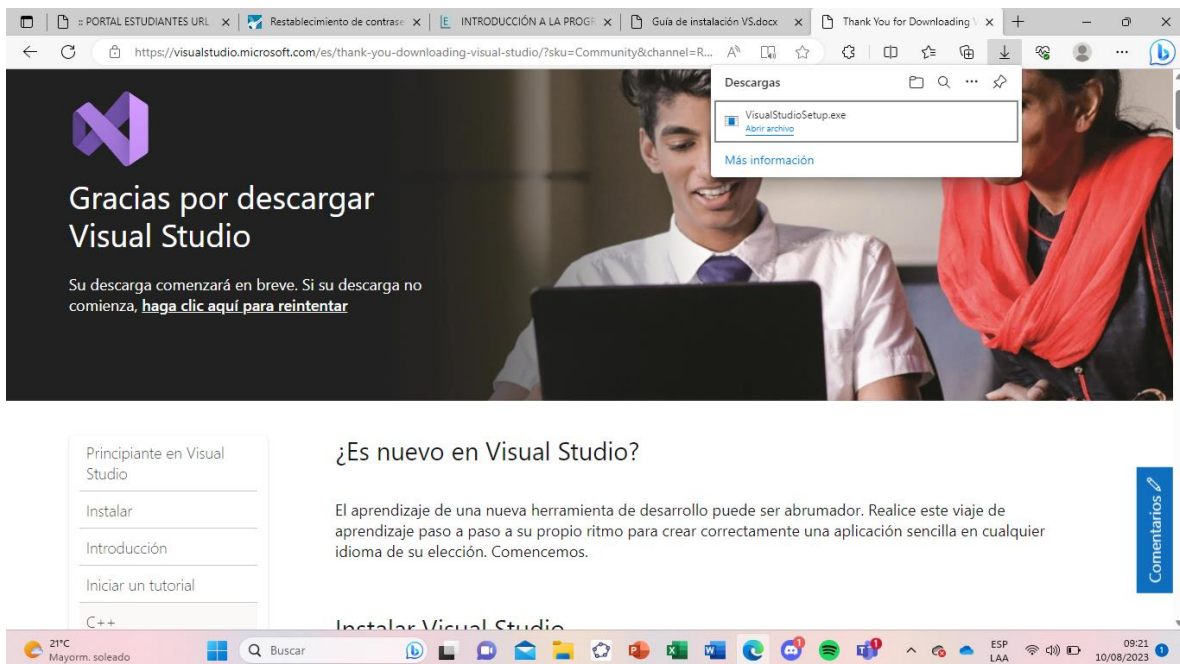 :: PORTAL ESTUDIANTES URL
Restablecimiento de contrase
INTRODUCCIÓN A LA PROGR
Guía de instalación VS.docx
Thank You for Downloading V
https://visualstudio.microsoft.com/es/thank-you-downloading-visual-studio/?sku=Community&channel=R...
Descargas
VisualStudioSetup.exe
Abrir archivo
Más información
Gracias por descargar
Visual Studio
Su descarga comenzará en breve. Si su descarga no
comienza, haga clic aquí para reintentar
Principiante en Visual
Studio
Instalar
Introducción
Iniciar un tutorial
C++
¿Es nuevo en Visual Studio?
El aprendizaje de una nueva herramienta de desarrollo puede ser abrumador. Realice este viaje de
aprendizaje paso a paso a su propio ritmo para crear correctamente una aplicación sencilla en cualquier
idioma de su elección. Comencemos.
Instalar Visual Studio
Comentarios
21°C
Mayorm. soleado
Buscar
ESP
LAA
09:21
10/08/2023
1